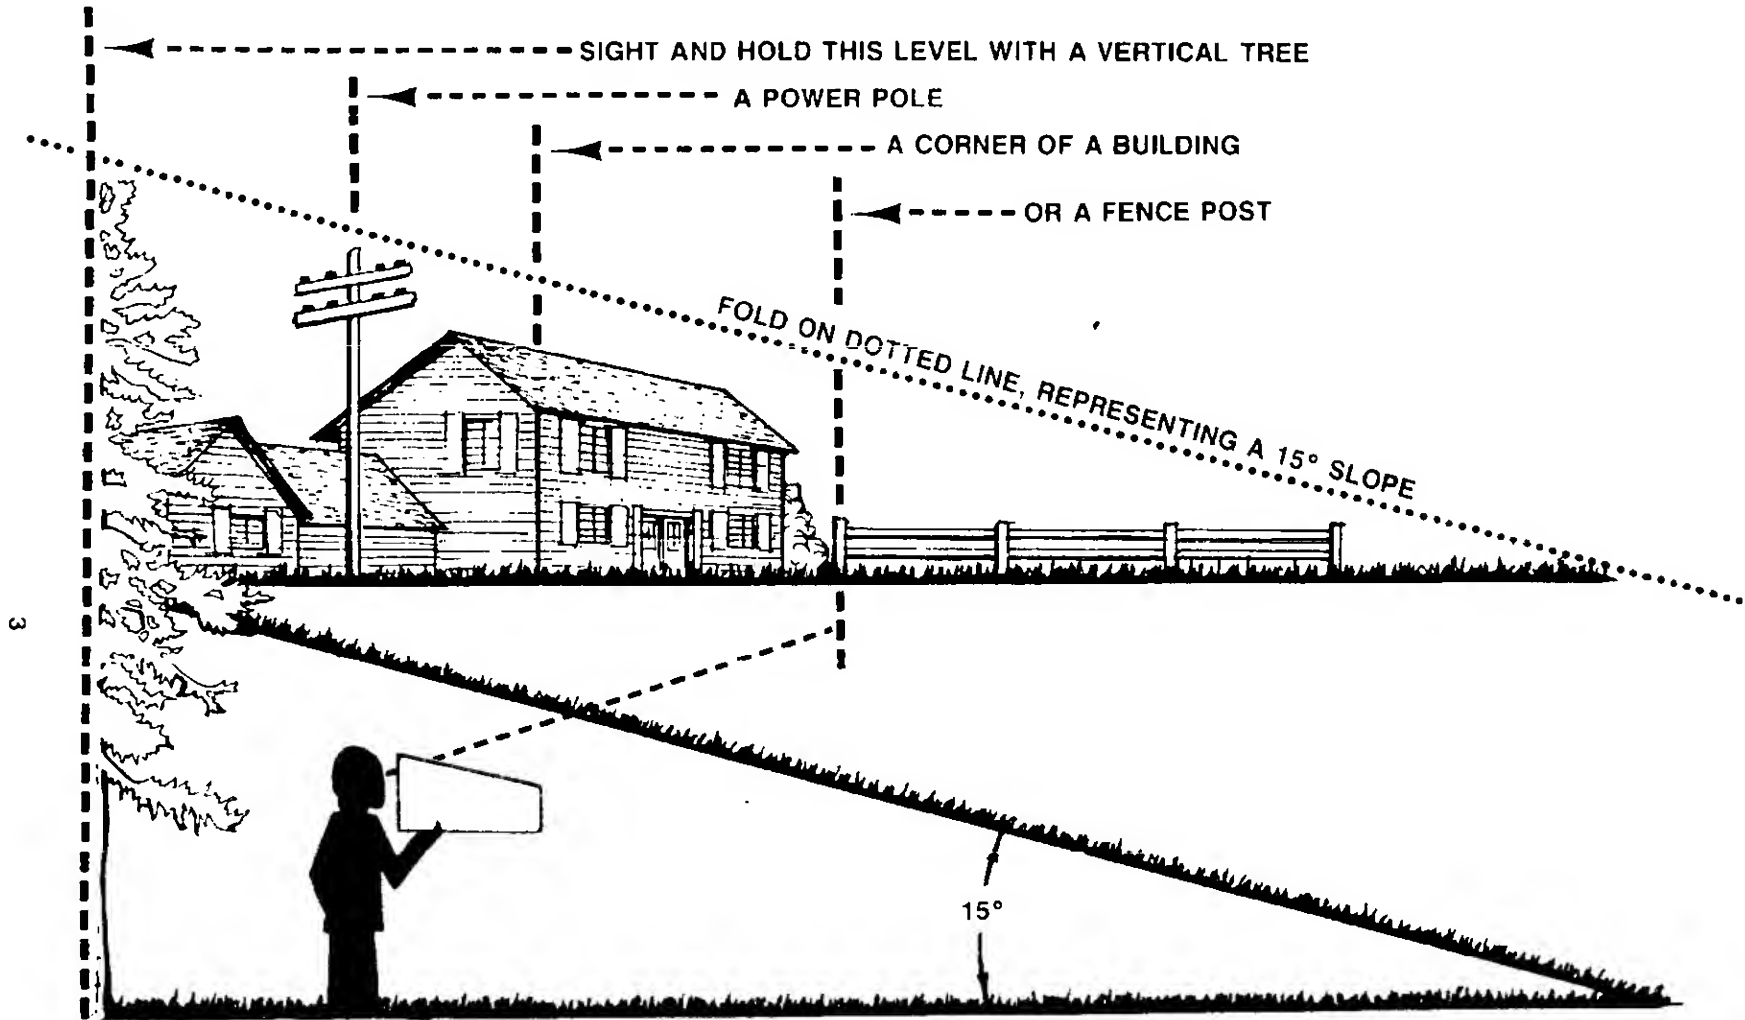 SIGHT AND HOLD THIS LEVEL WITH A VERTICAL TREE
A POWER POLE
A CORNER OF A BUILDING
OR A FENCE POST
FOLD ON DOTTED LINE, REPRESENTING A 15° SLOPE
3
15°